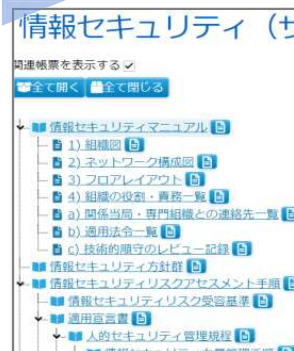 情報セキュリティ（サ
関連帳票を表示する
全て開く 全て閉じる
情報セキュリティマニュアル
1) 組織図
2) ネットワーク構成図
3) フロアレイアウト
4) 組織の役割・責務一覧
a) 関係当局・専門組織との連絡先一覧
b) 適用法令一覧
c) 技術的順守のレビュー記録
情報セキュリティ方針群
情報セキュリティリスクアセスメント手順
情報セキュリティリスク受容基準
適用宣言書
人的セキュリティ管理規程